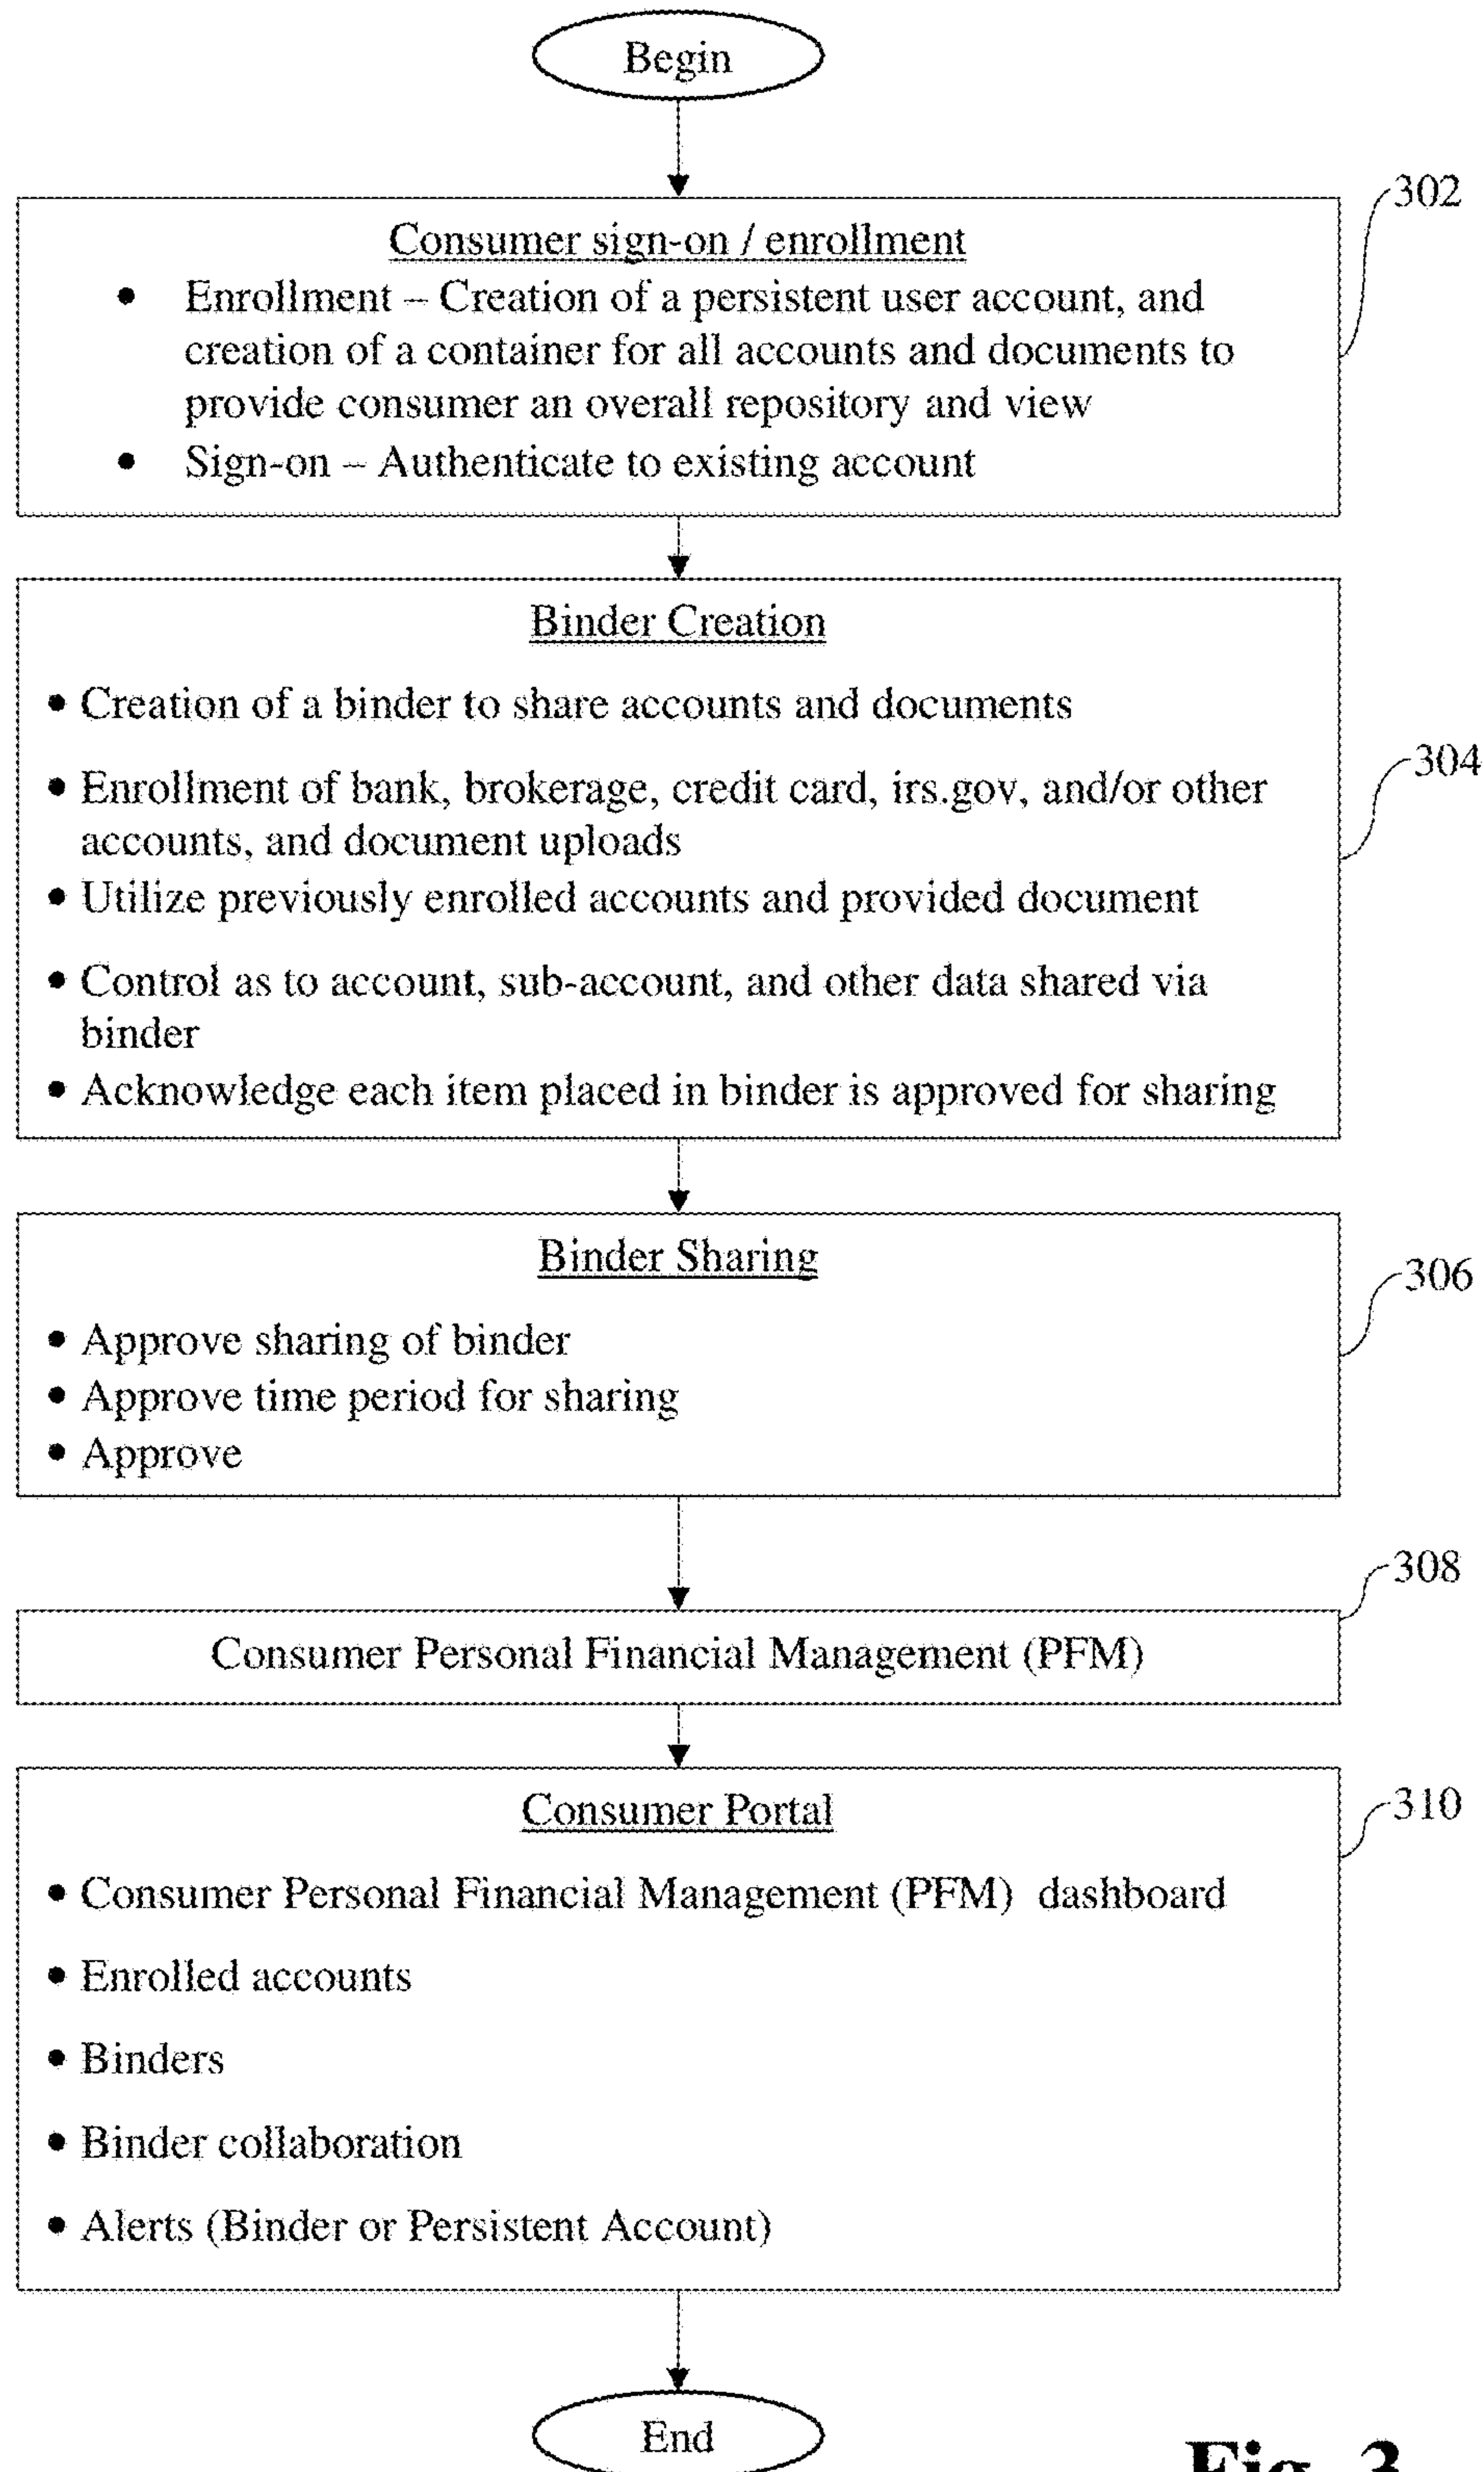 Begin
302
Consumer sign-on / enrollment
• Enrollment – Creation of a persistent user account, and
creation of a container for all accounts and documents to
provide consumer an overall repository and view
• Sign-on – Authenticate to existing account
Binder Creation
• Creation of a binder to share accounts and documents
304
• Enrollment of bank, brokerage, credit card, irs.gov, and/or other
accounts, and document uploads
• Utilize previously enrolled accounts and provided document
• Control as to account, sub-account, and other data shared via
binder
• Acknowledge each item placed in binder is approved for sharing
Binder Sharing
306
• Approve sharing of binder
• Approve time period for sharing
• Approve
308
Consumer Personal Financial Management (PFM)
Consumer Portal
310
• Consumer Personal Financial Management (PFM) dashboard
• Enrolled accounts
• Binders
• Binder collaboration
• Alerts (Binder or Persistent Account)
End
Fig. 3